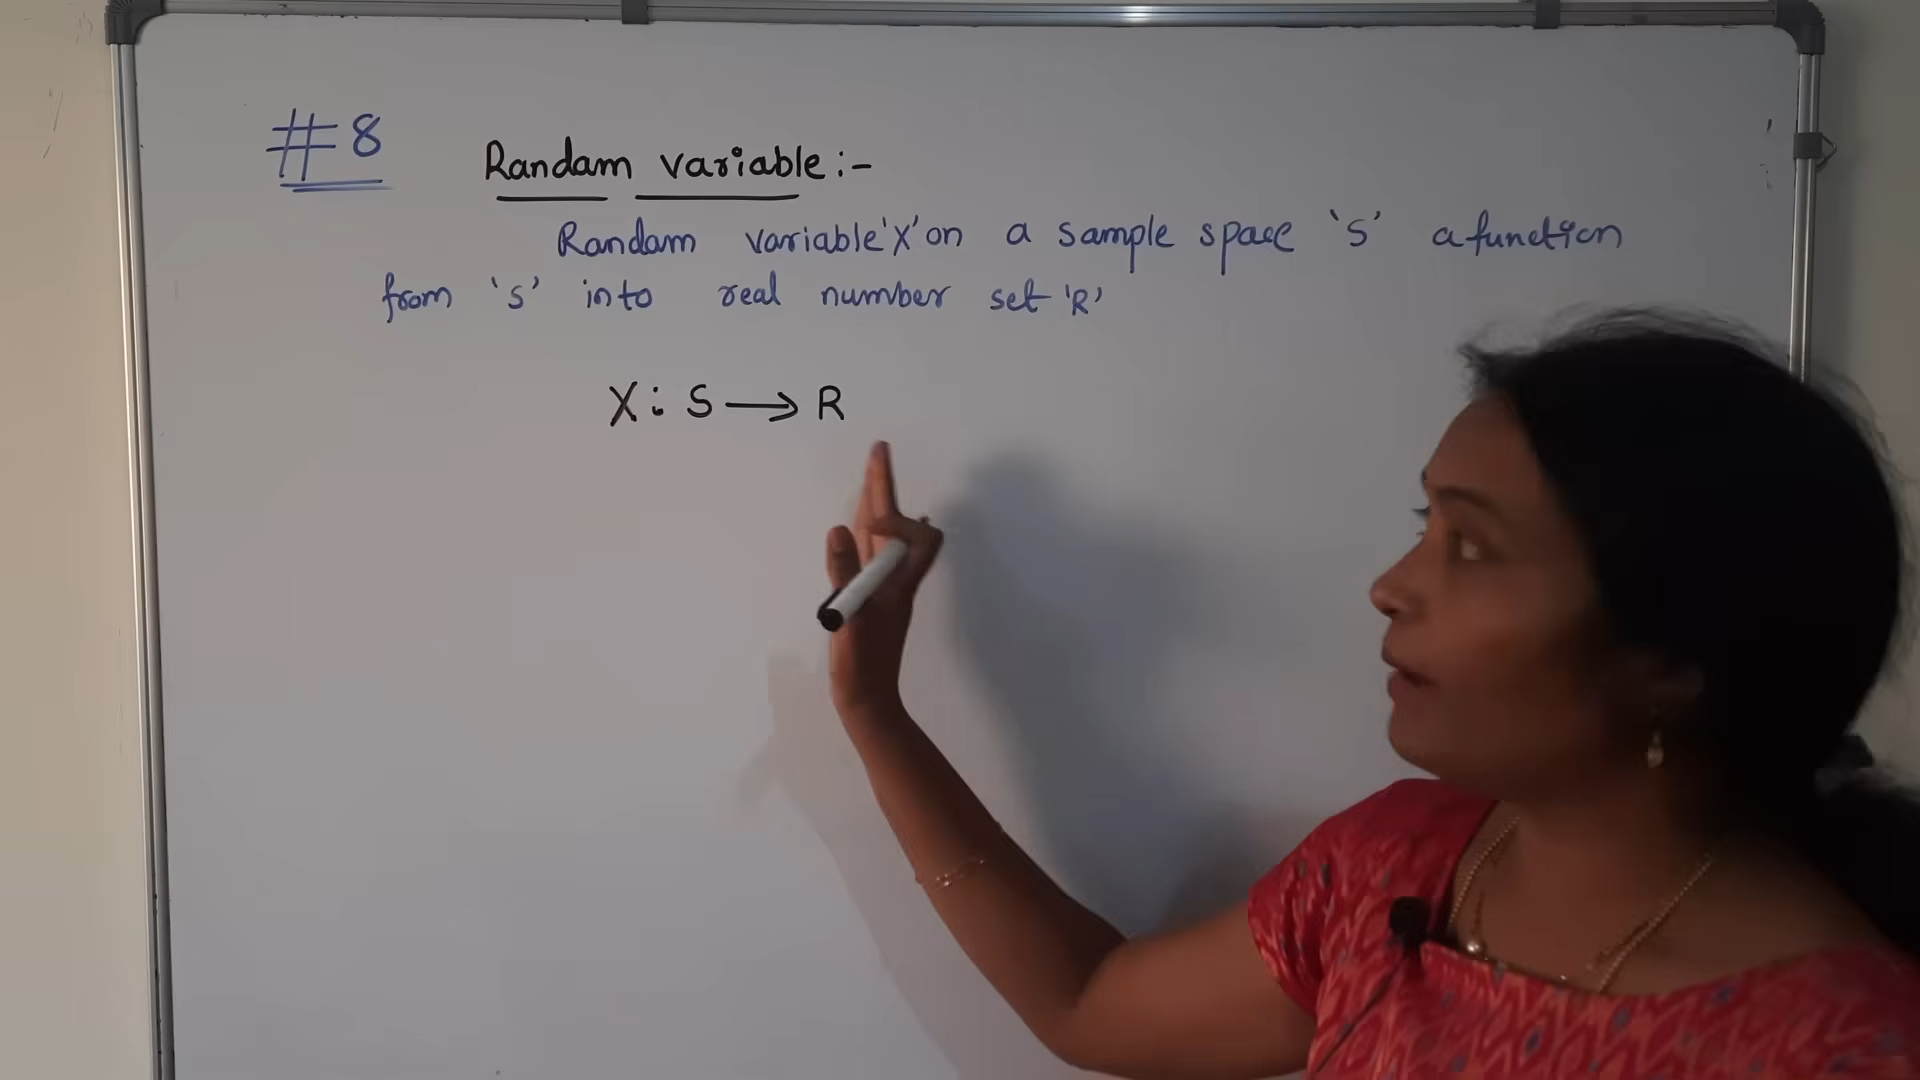 #8
Randam variable:-
Randam variable 'X' on a sample space 's' a function
from 's' into real number set 'R'
X : S → R